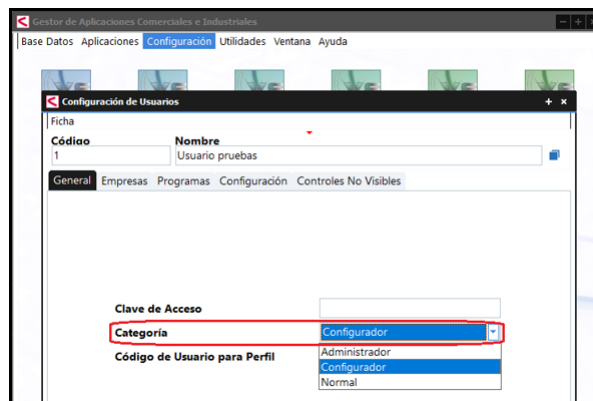 Gestor de Aplicaciones Comerciales e Industriales
Base Datos Aplicaciones Configuración Utilidades Ventana Ayuda
Configuración de Usuarios
Ficha
Código Nombre
1 Usuario pruebas
General Empresas Programas Configuración Controles No Visibles
Clave de Acceso
Categoría Configurador
Código de Usuario para Perfil Administrador
Configurador
Normal